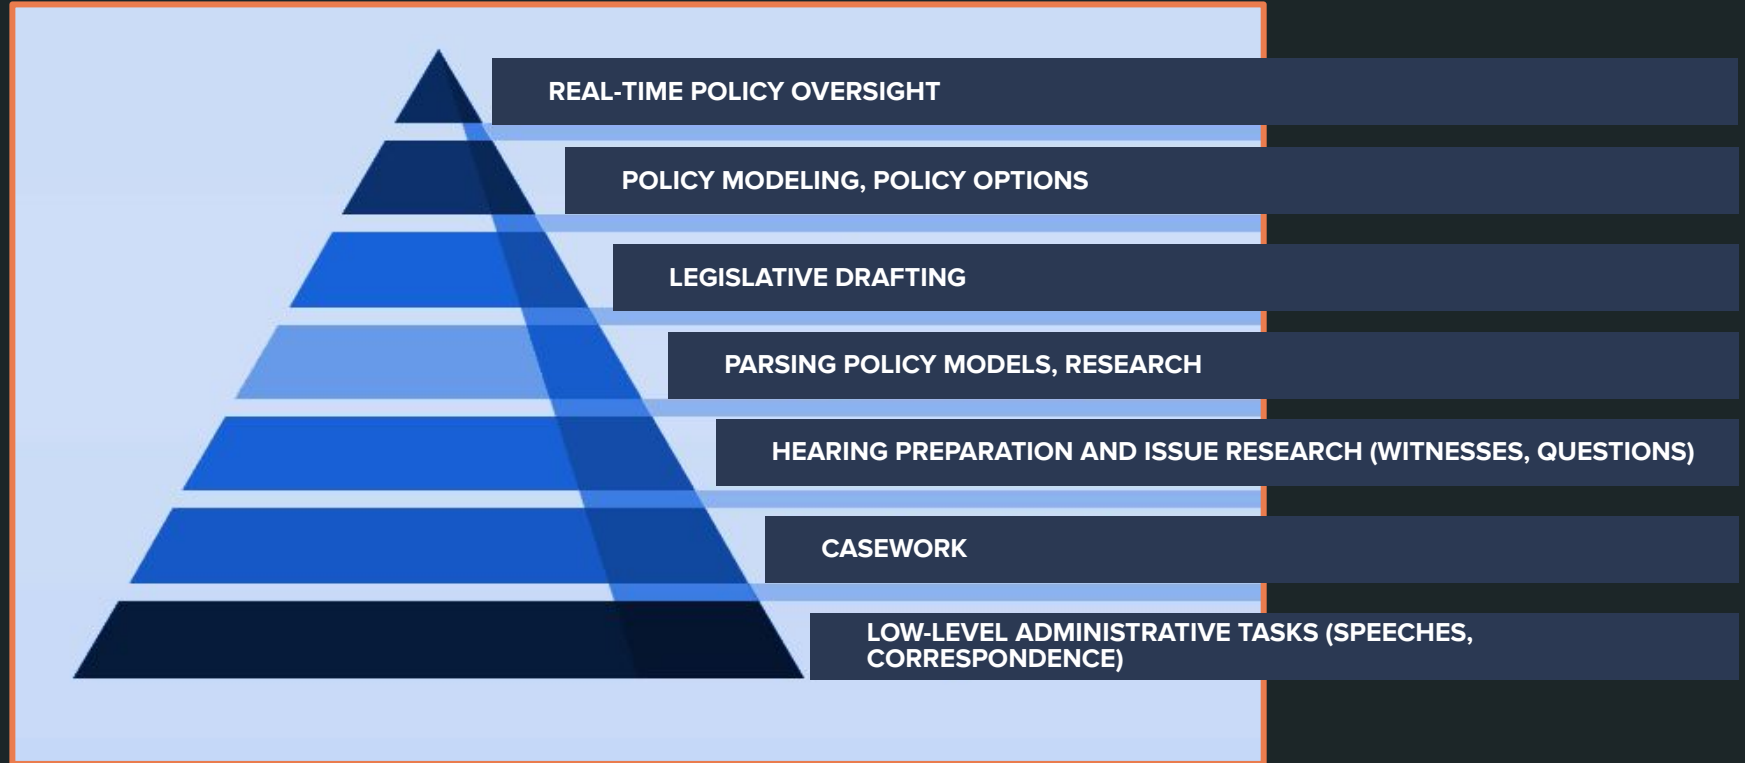 REAL-TIME POLICY OVERSIGHT
POLICY MODELING, POLICY OPTIONS
LEGISLATIVE DRAFTING
PARSING POLICY MODELS, RESEARCH
HEARING PREPARATION AND ISSUE RESEARCH (WITNESSES, QUESTIONS)
CASEWORK
LOW-LEVEL ADMINISTRATIVE TASKS (SPEECHES,
CORRESPONDENCE)